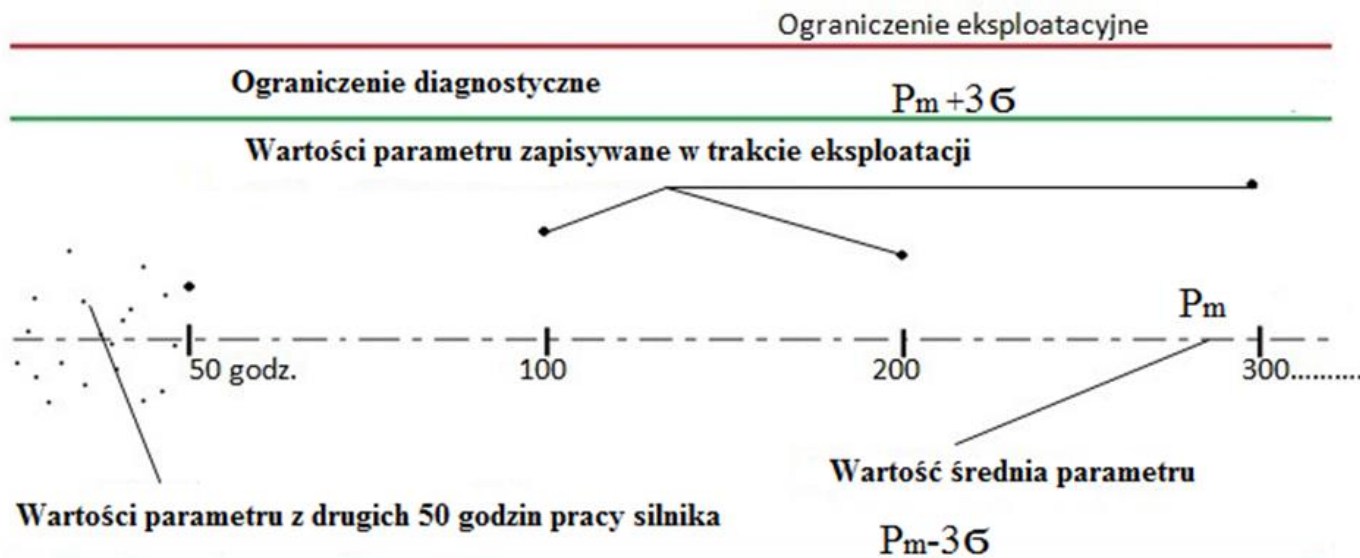 Ograniczenie eksploatacyjne
Ograniczenie diagnostyczne
Pm +3σ
Wartości parametru zapisywane w trakcie eksploatacji
Pm
50 godz.
100
200
300..........
Wartość średnia parametru
Wartości parametru z drugich 50 godzin pracy silnika
Pm-3σ